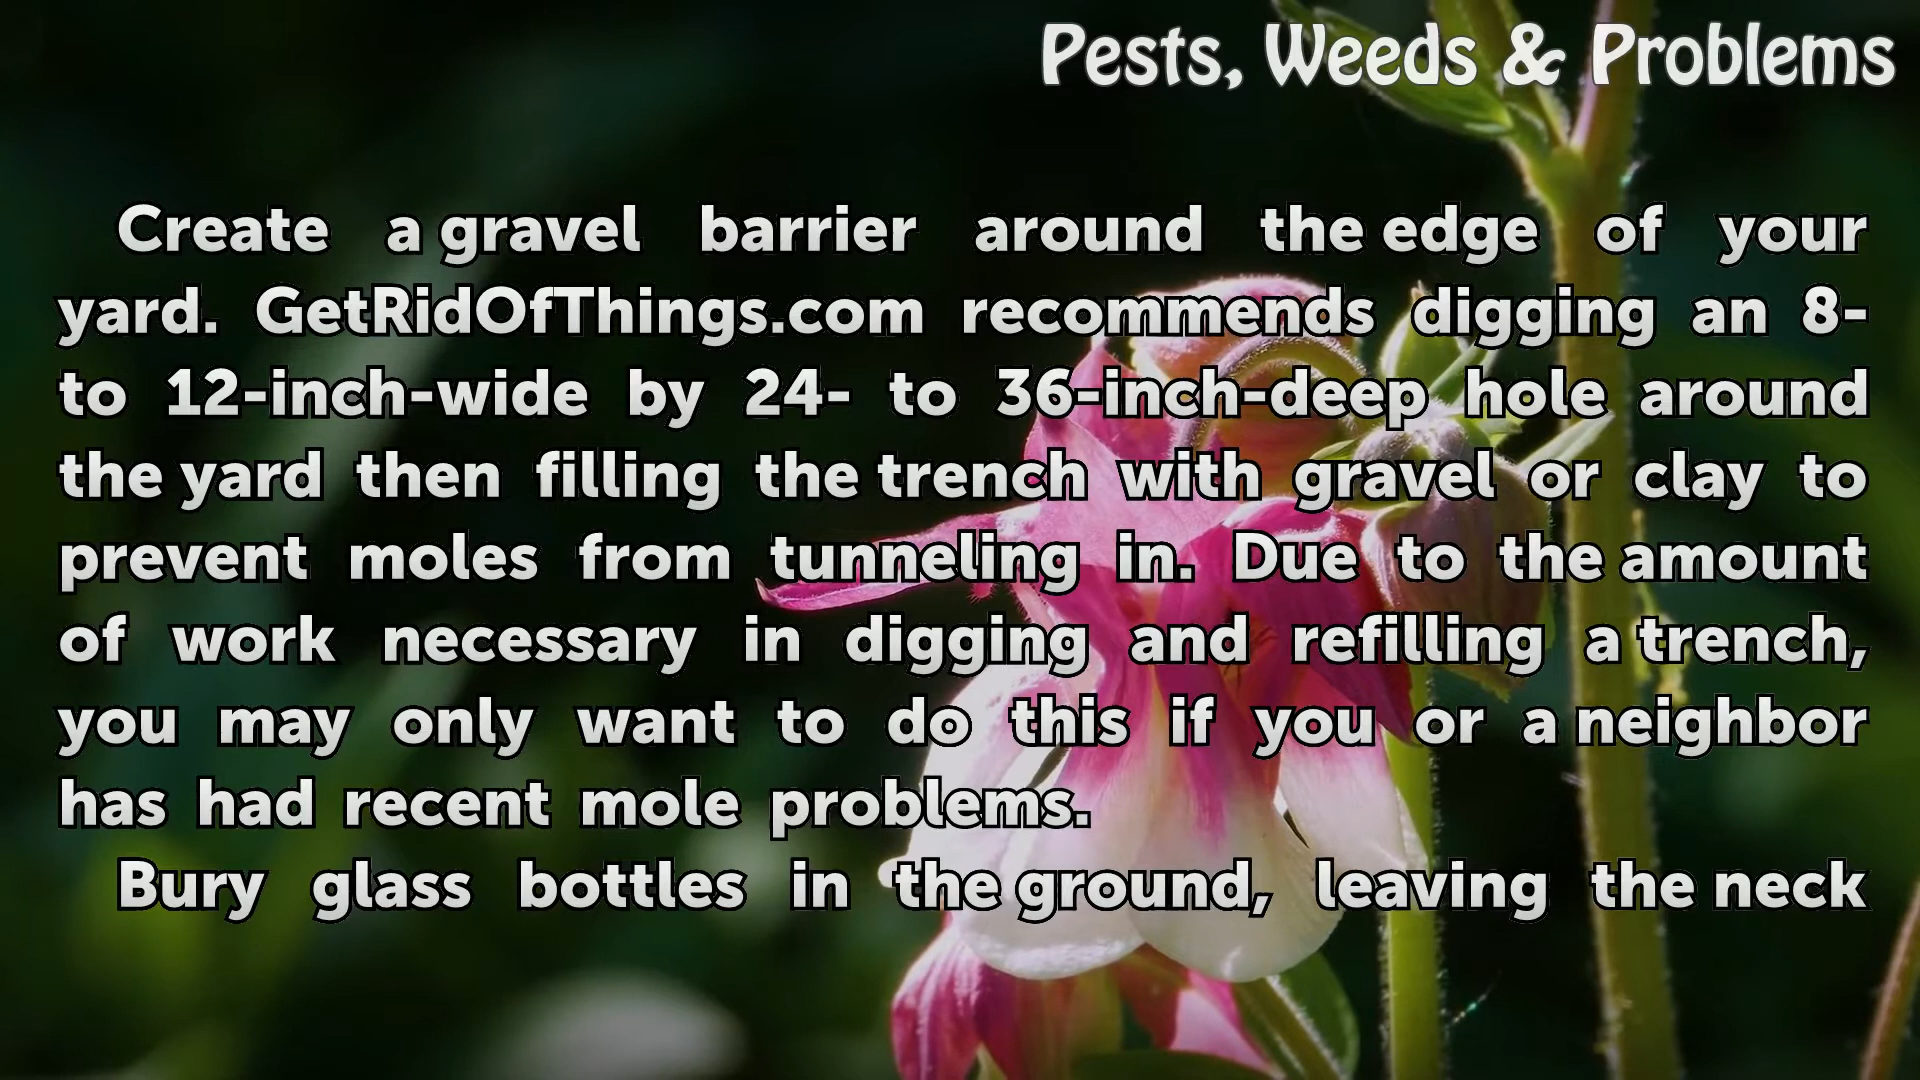 Pests, Weeds & Problems
Create a gravel barrier around the edge of your
yard. GetRidOfThings.com recommends digging an 8-
to 12-inch-wide by 24- to 36-inch-deep hole around
the yard then filling the trench with gravel or clay to
prevent moles from tunneling in. Due to the amount
of work necessary in digging and refilling a trench,
you may only want to do this if you or a neighbor
has had recent mole problems.
Bury glass bottles in the ground, leaving the neck